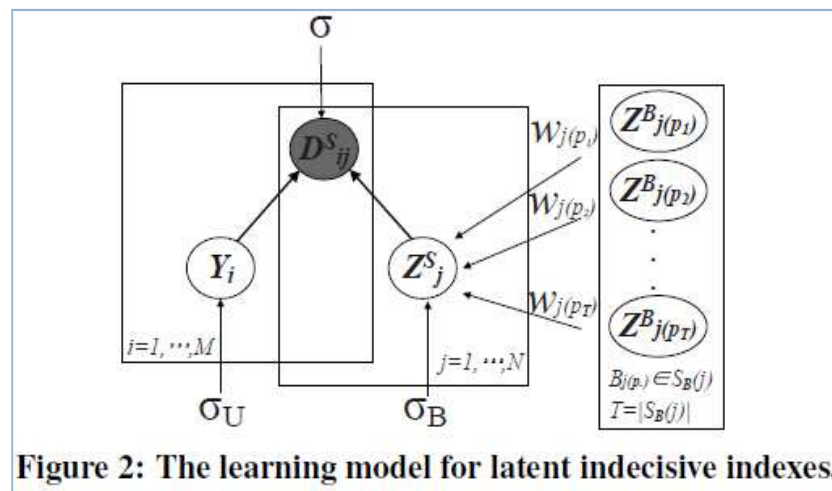 σ
D^S_ij
Y_i
Z^S_j
i=1, ⋯,M
j=1, ⋯,N
σ_U
σ_B
w_j(p_1)
w_j(p_2)
w_j(p_T)
Z^B_j(p_1)
Z^B_j(p_2)
.
.
.
Z^B_j(p_T)
B_j(p.)∈S_B(j)
T=|S_B(j)|
Figure 2: The learning model for latent indecisive indexes.